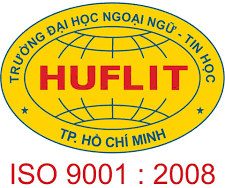 TRƯỜNG ĐẠI HỌC NGOẠI NGỮ - TIN HỌC
HUFLIT
TP. HỒ CHÍ MINH
ISO 9001 : 2008